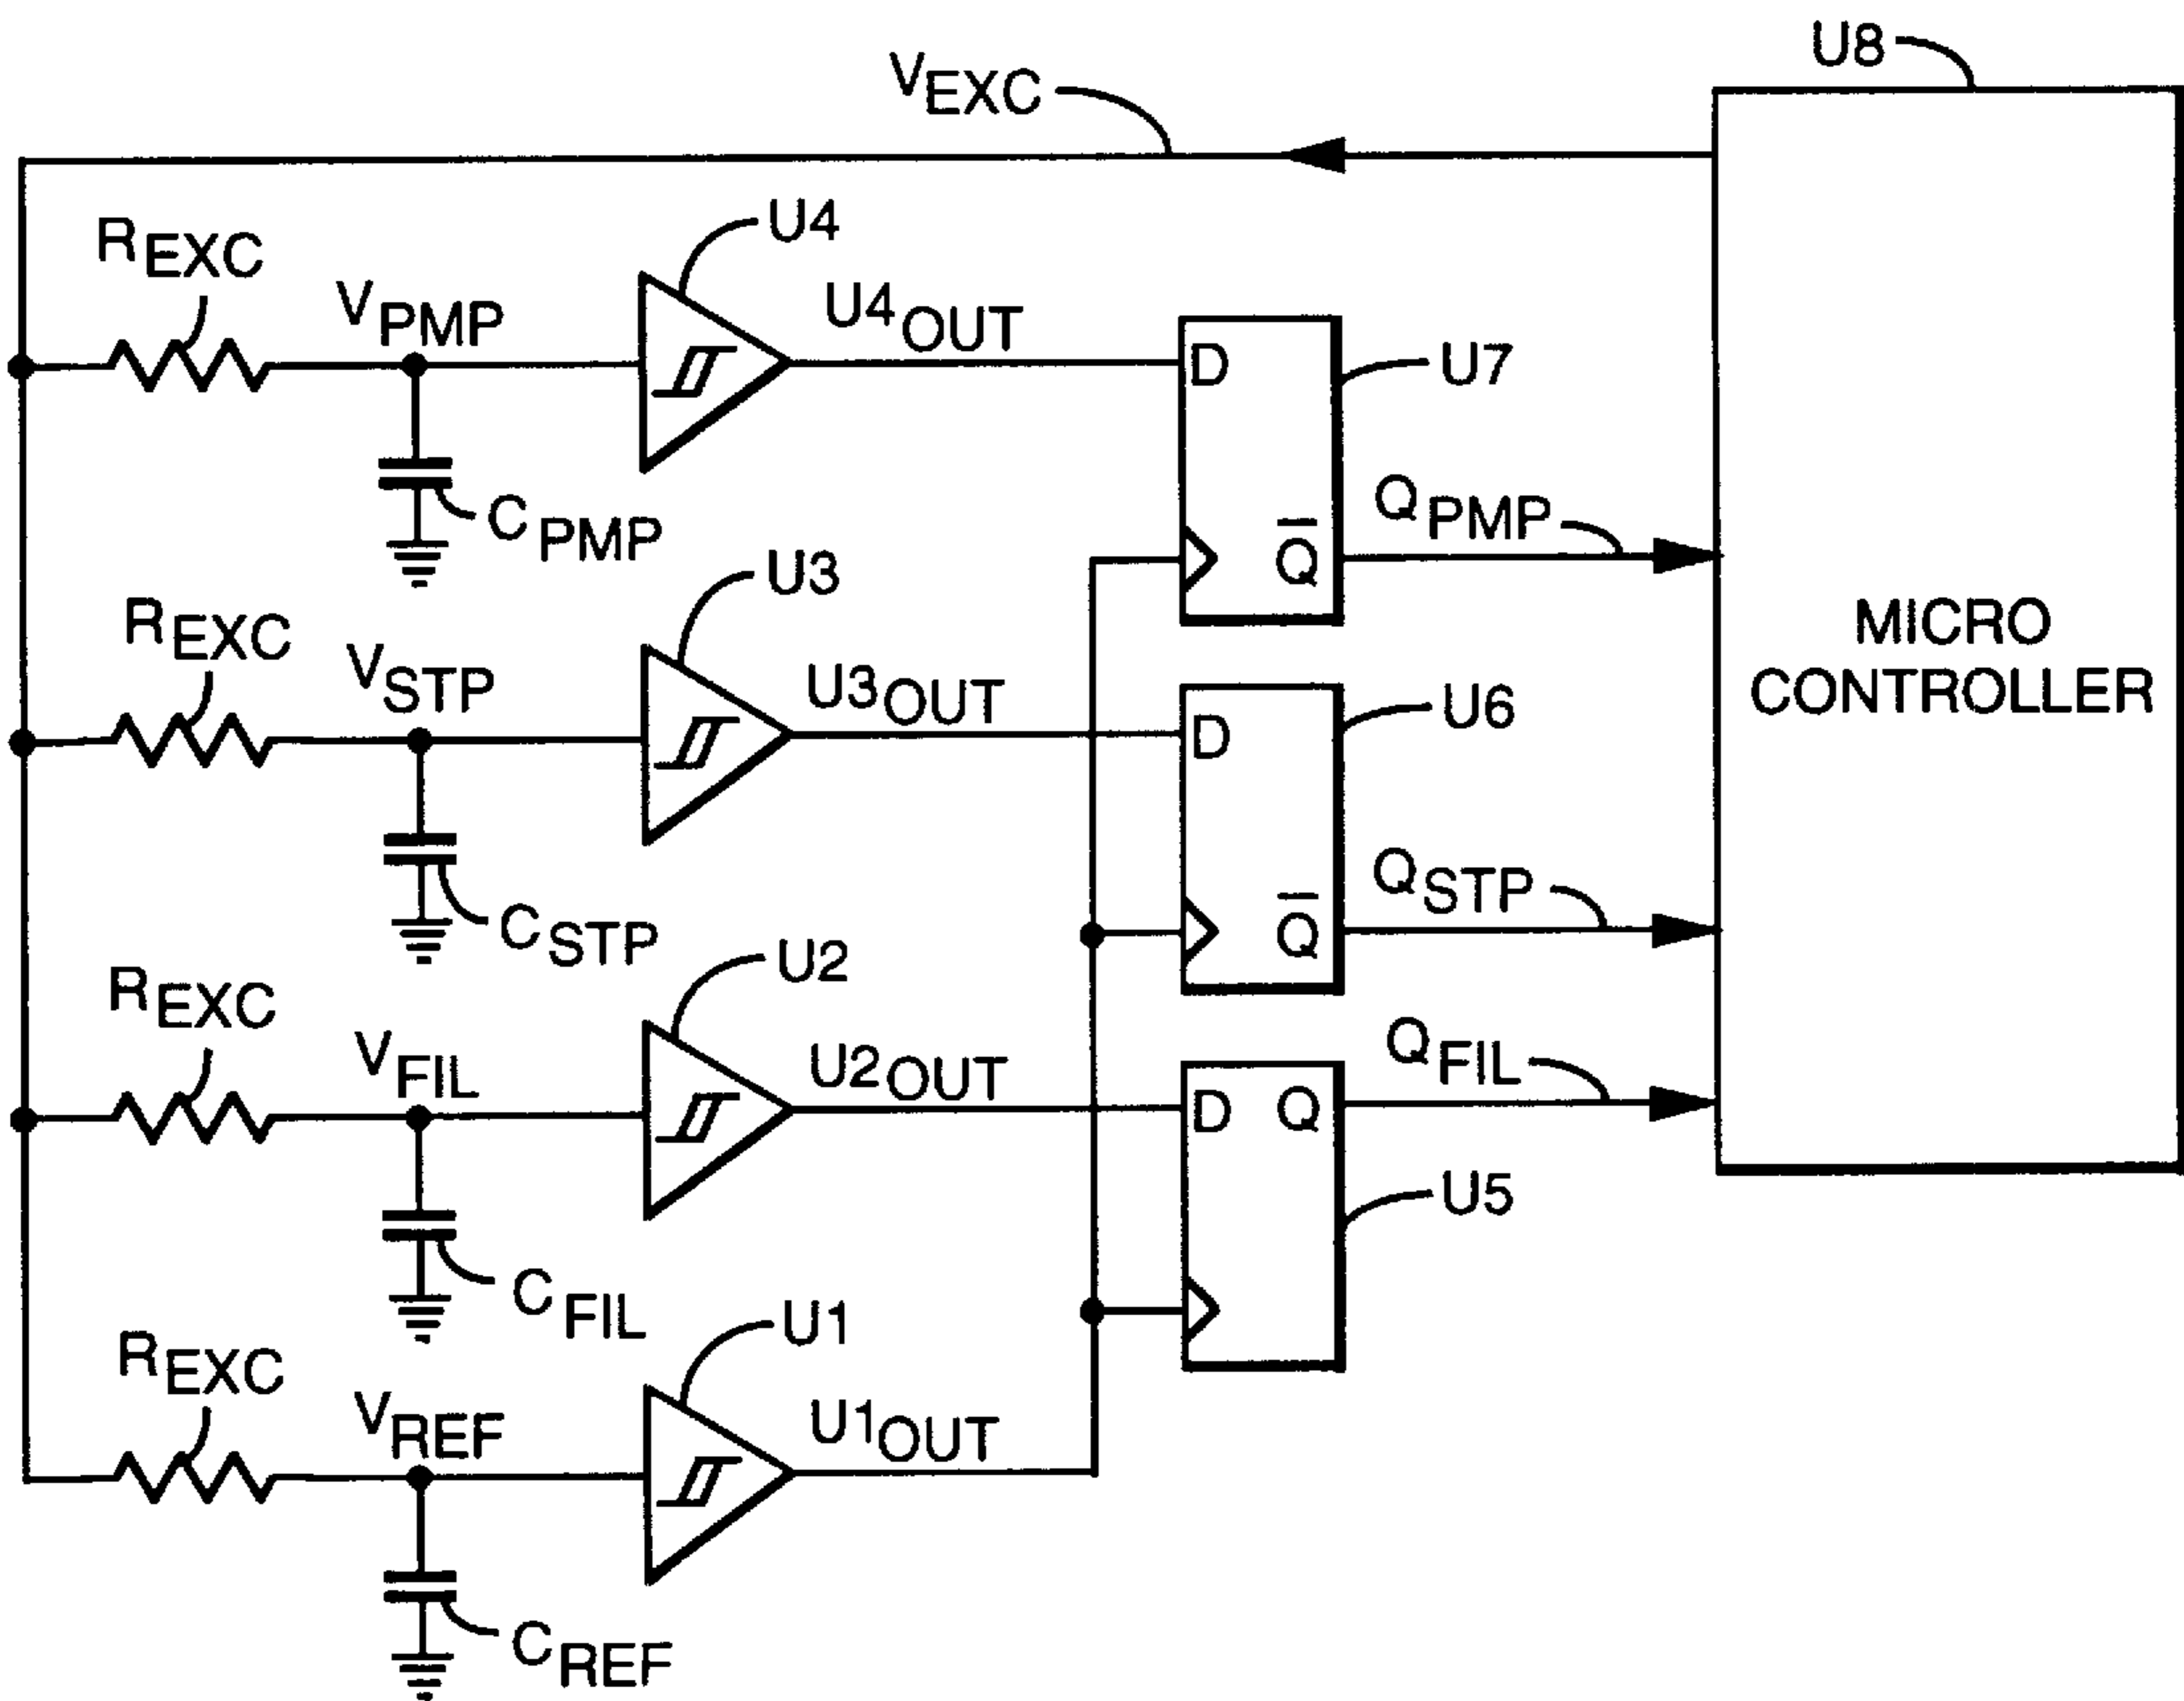 U8
VEXC
U4
REXC
VPMP
U4OUT
D
U7
CPMP
QPMP
Q̅
U3
MICRO
CONTROLLER
REXC
VSTP
U3OUT
D
U6
CSTP
QSTP
Q̅
U2
REXC
VFIL
U2OUT
QFIL
D Q
U5
CFIL
U1
REXC
VREF
U1OUT
CREF